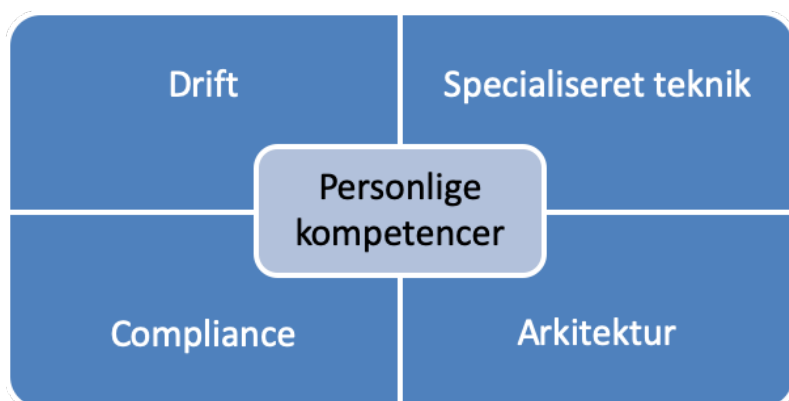 Drift
Specialiseret teknik
Personlige
kompetencer
Compliance
Arkitektur